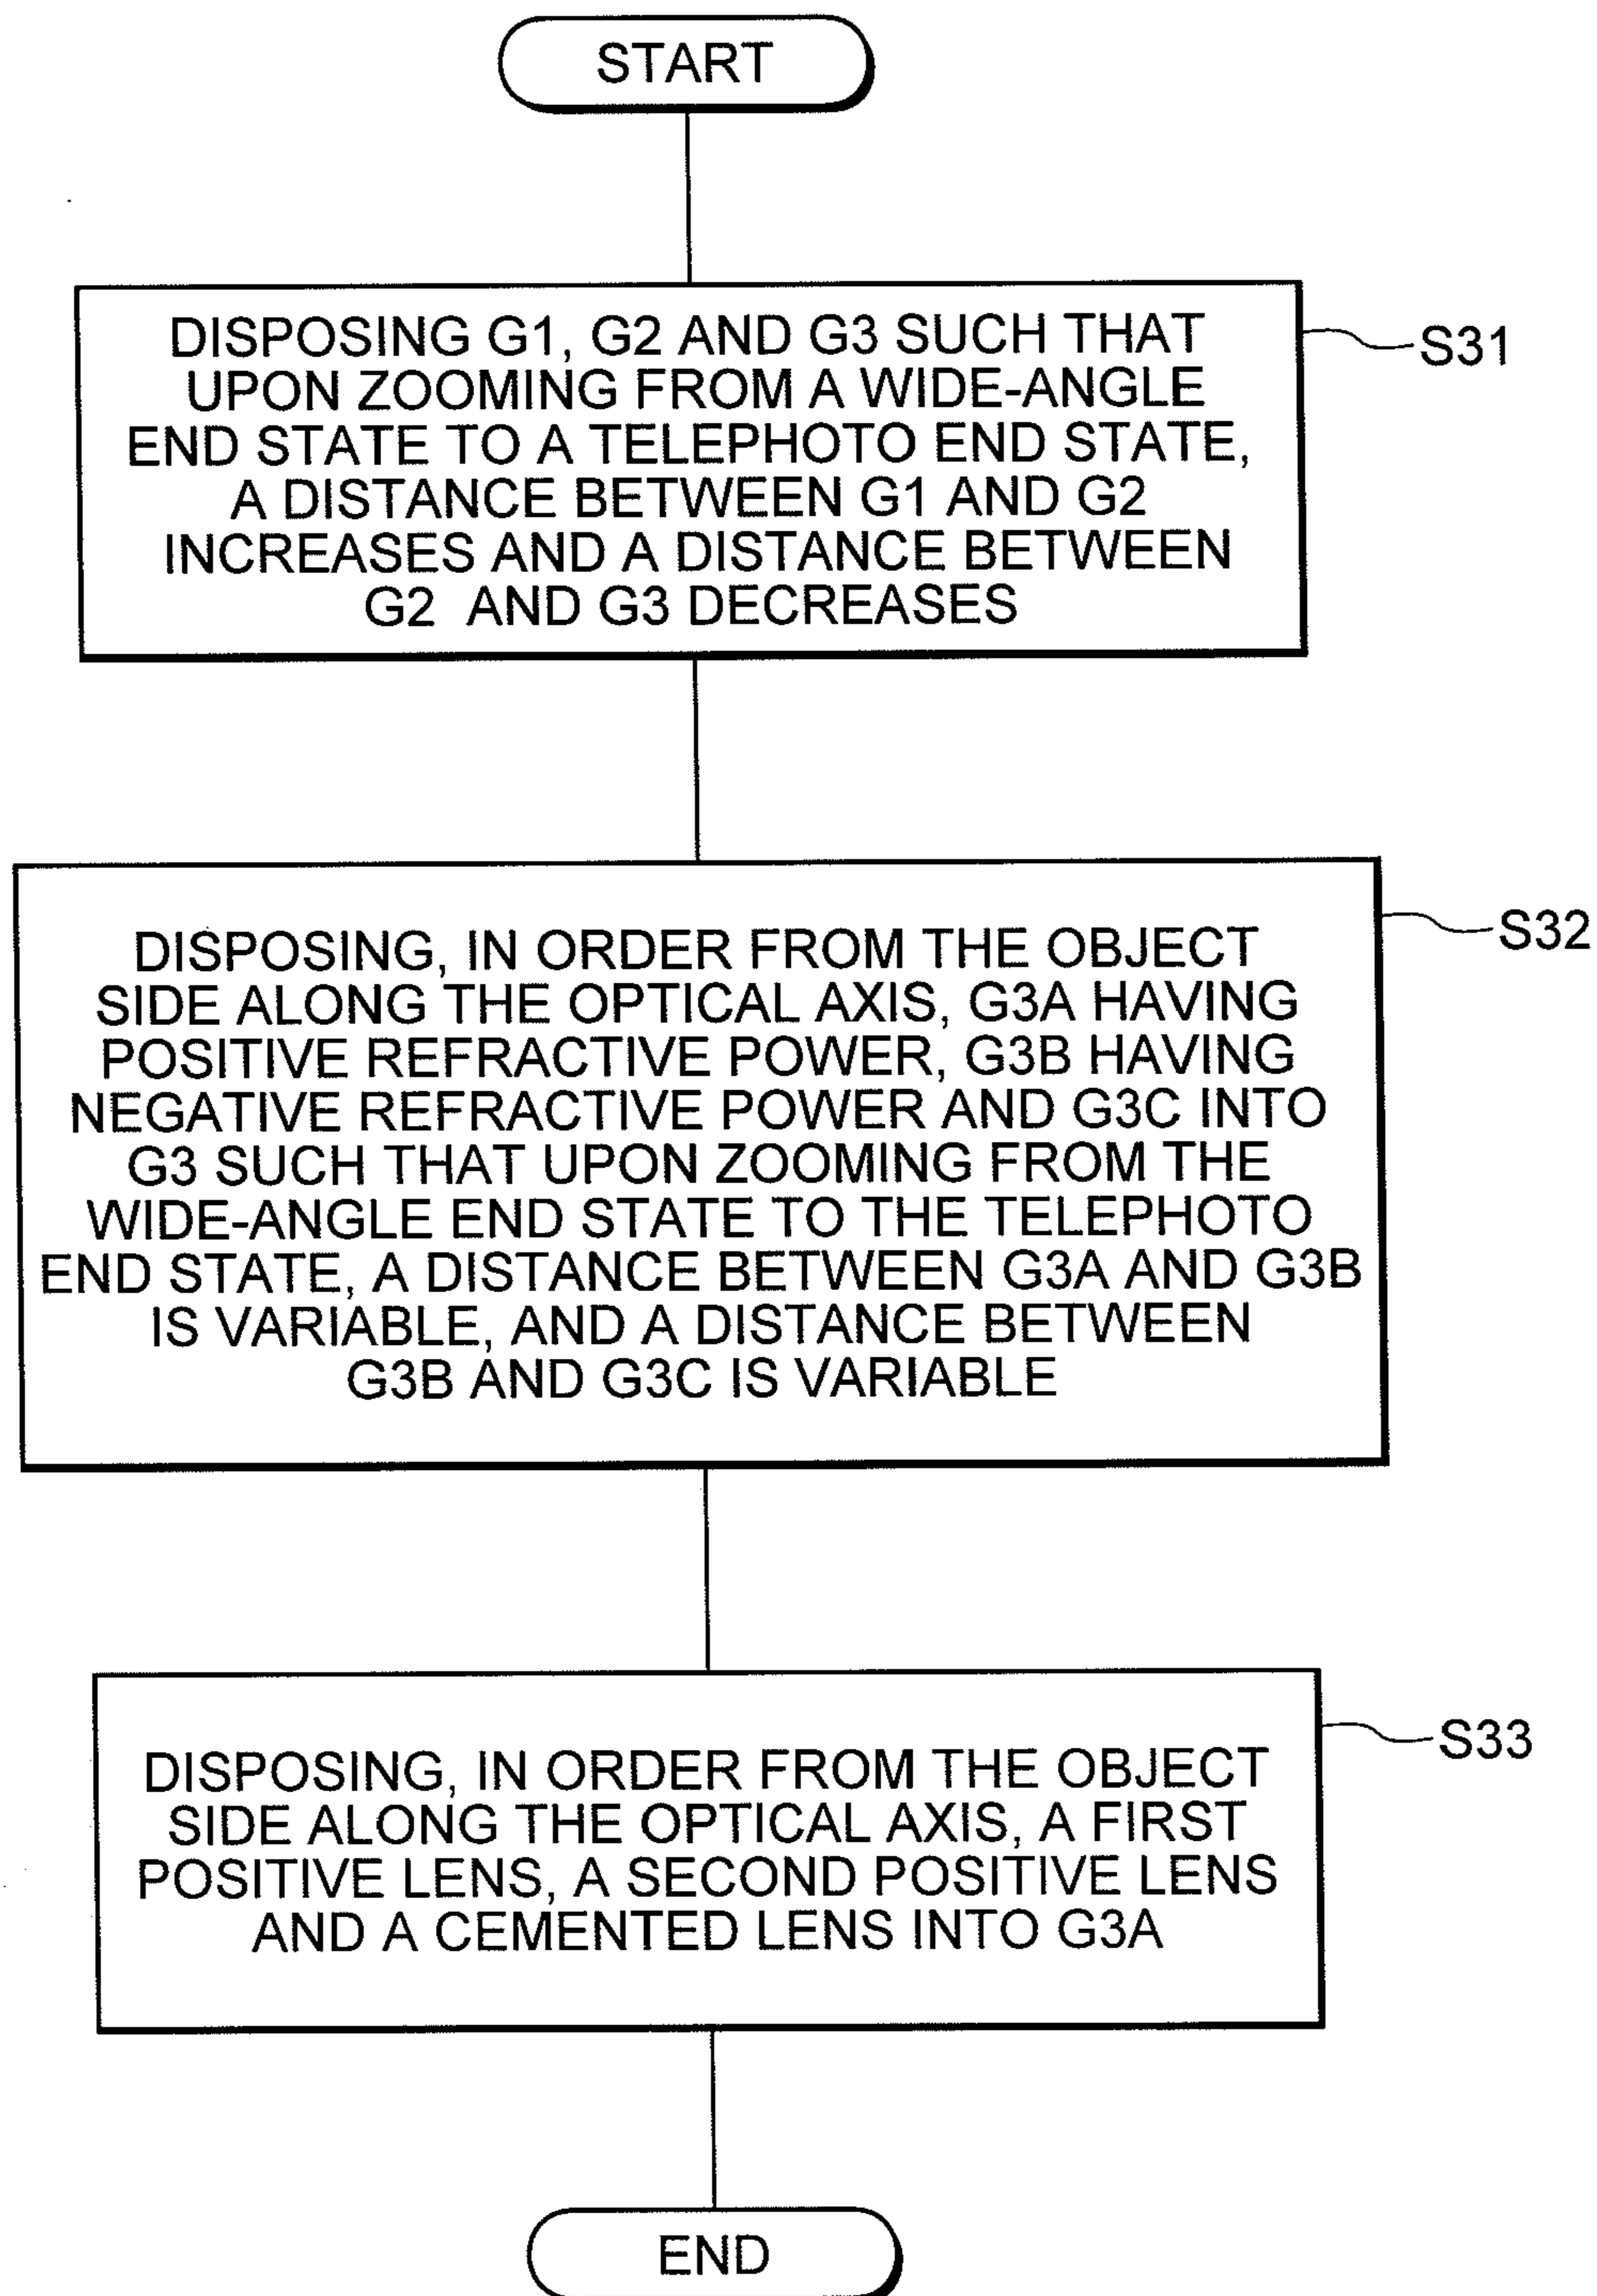 START
DISPOSING G1, G2 AND G3 SUCH THAT
UPON ZOOMING FROM A WIDE-ANGLE
END STATE TO A TELEPHOTO END STATE,
A DISTANCE BETWEEN G1 AND G2
INCREASES AND A DISTANCE BETWEEN
G2 AND G3 DECREASES
S31
DISPOSING, IN ORDER FROM THE OBJECT
SIDE ALONG THE OPTICAL AXIS, G3A HAVING
POSITIVE REFRACTIVE POWER, G3B HAVING
NEGATIVE REFRACTIVE POWER AND G3C INTO
G3 SUCH THAT UPON ZOOMING FROM THE
WIDE-ANGLE END STATE TO THE TELEPHOTO
END STATE, A DISTANCE BETWEEN G3A AND G3B
IS VARIABLE, AND A DISTANCE BETWEEN
G3B AND G3C IS VARIABLE
S32
DISPOSING, IN ORDER FROM THE OBJECT
SIDE ALONG THE OPTICAL AXIS, A FIRST
POSITIVE LENS, A SECOND POSITIVE LENS
AND A CEMENTED LENS INTO G3A
S33
END